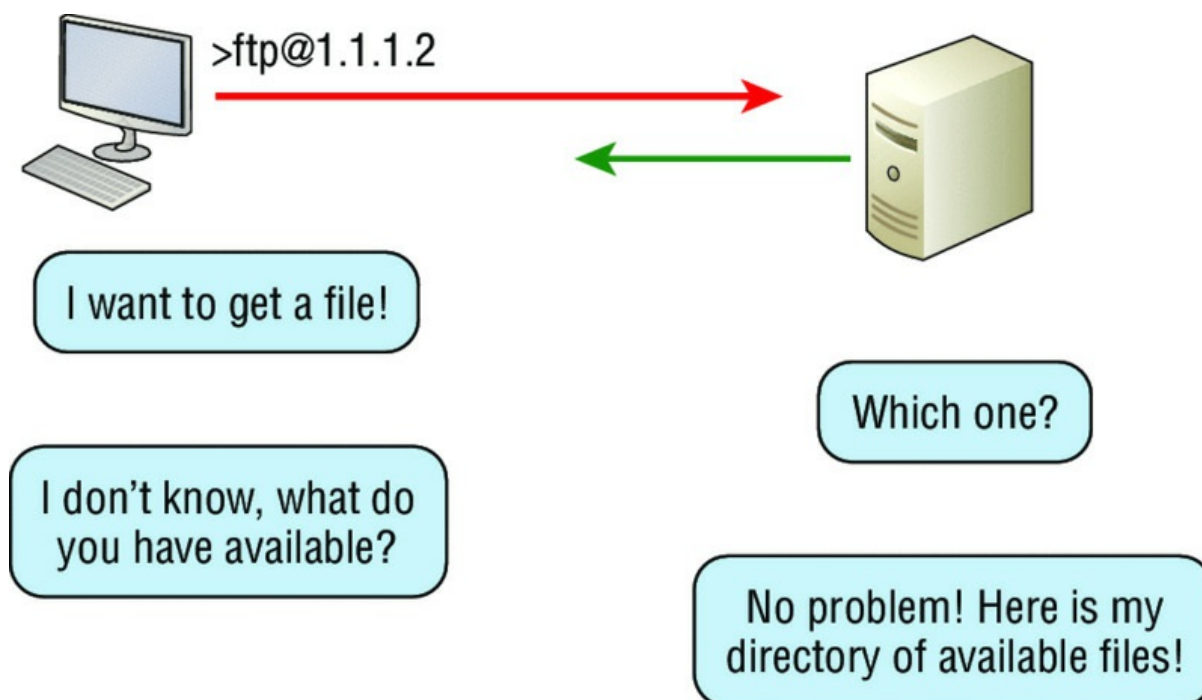 >ftp@1.1.1.2
I want to get a file!
Which one?
I don’t know, what do
you have available?
No problem! Here is my
directory of available files!